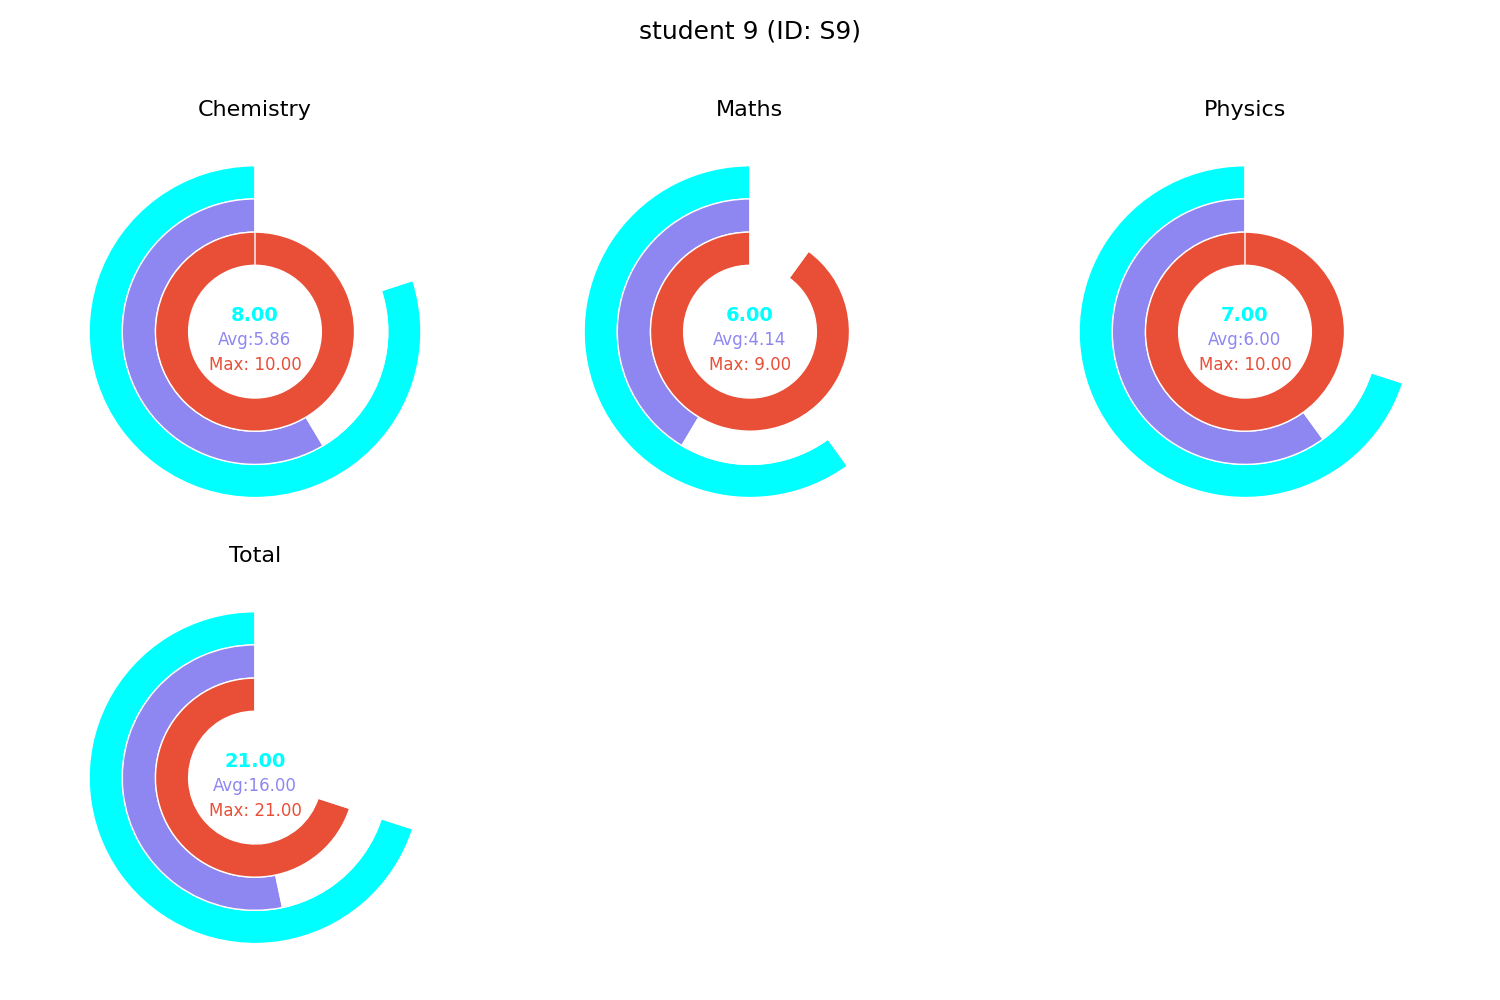 student 9 (ID: S9)
Chemistry
8.00
Avg:5.86
Max: 10.00
Maths
6.00
Avg:4.14
Max: 9.00
Physics
7.00
Avg:6.00
Max: 10.00
Total
21.00
Avg:16.00
Max: 21.00